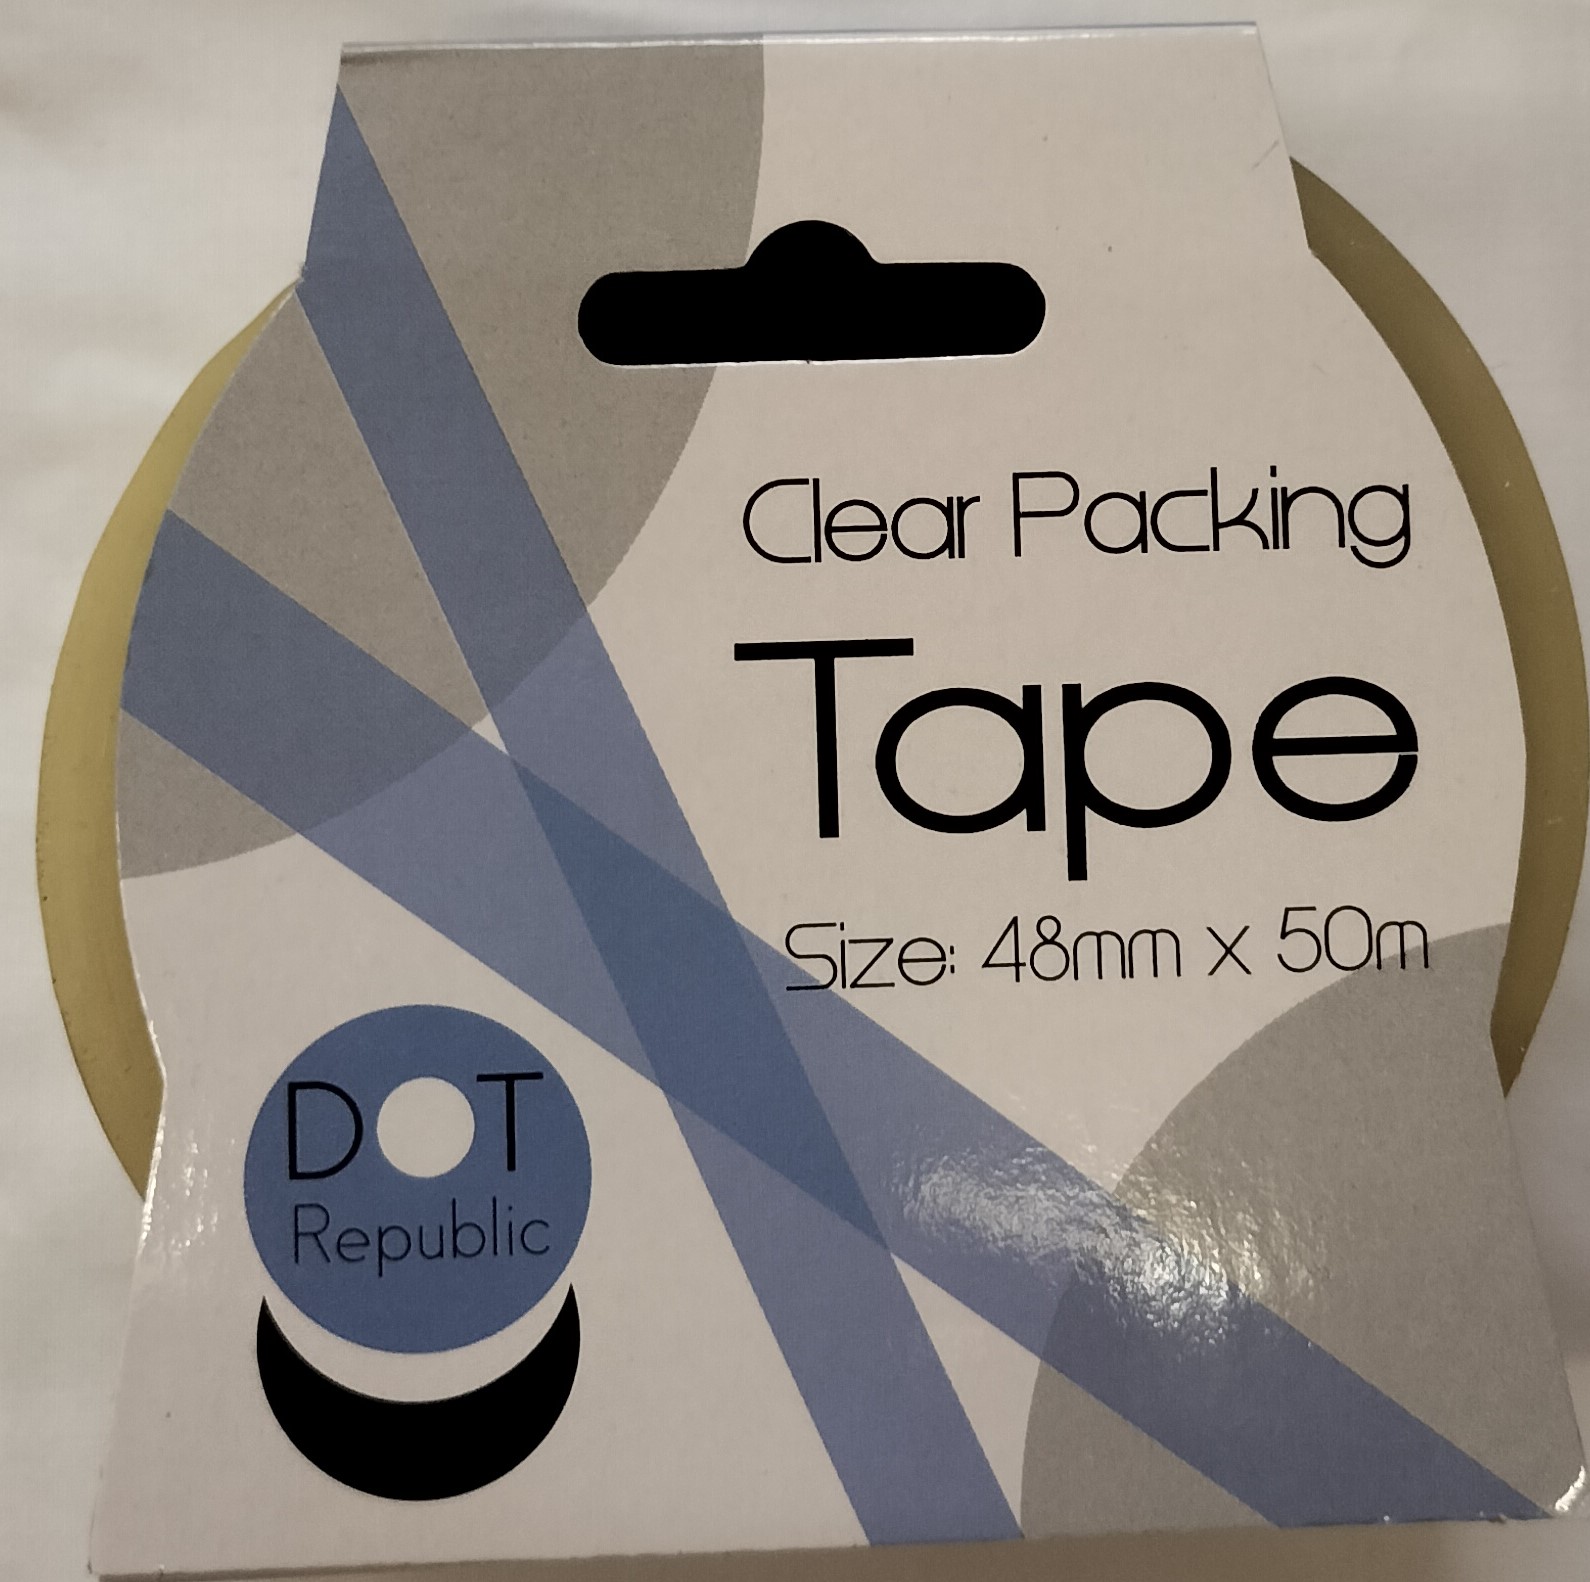 Clear Packing
Tape
Size: 48mm x 50m
DOT
Republic